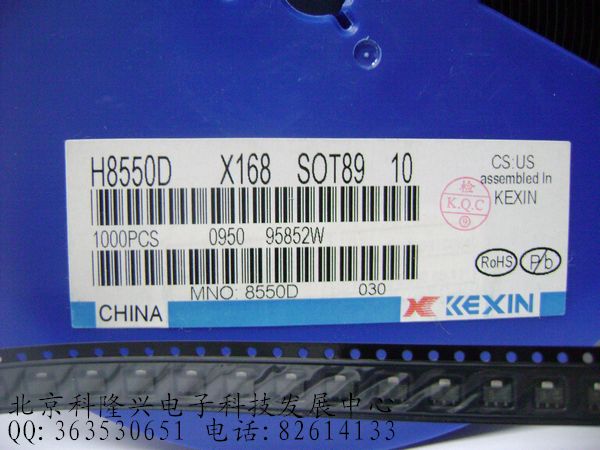 H8550D X168 SOT89 10
1000PCS 0950 95852W
MNO: 8550D 030
CHINA
CS:US
assembled In
KEXIN
检
K.Q.C
⑨
RoHS
Pb
KEXIN
北京科隆兴电子科技发展中心
QQ:363530651 电话:82614133